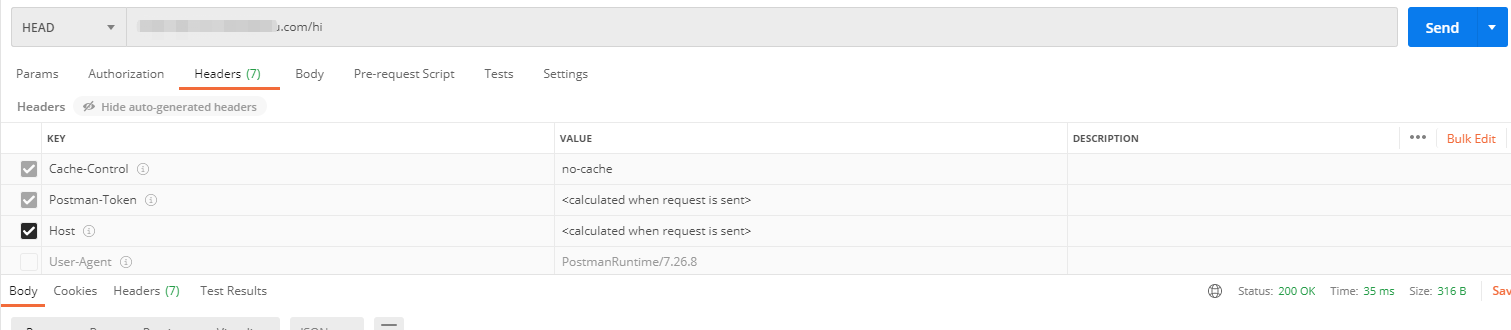 HEAD .com/hi Send
Params Authorization Headers (7) Body Pre-request Script Tests Settings
Headers Hide auto-generated headers
KEY VALUE DESCRIPTION ••• Bulk Edit
Cache-Control no-cache
Postman-Token <calculated when request is sent>
Host <calculated when request is sent>
User-Agent PostmanRuntime/7.26.8
Body Cookies Headers (7) Test Results Status: 200 OK Time: 35 ms Size: 316 B Sav